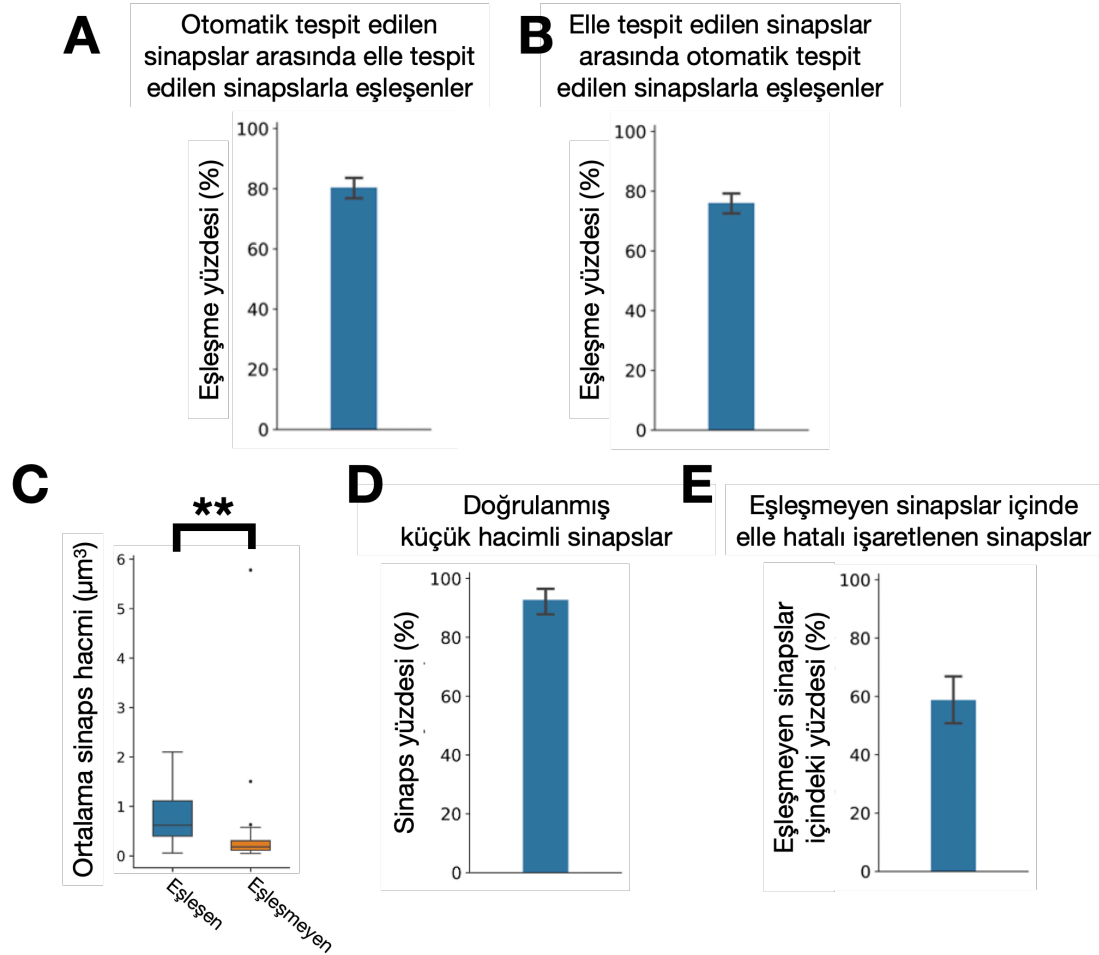 A
Otomatik tespit edilen
sinapslar arasında elle tespit
edilen sinapslarla eşleşenler
Eşleşme yüzdesi (%)
100
80
60
40
20
0
B
Elle tespit edilen sinapslar
arasında otomatik tespit
edilen sinapslarla eşleşenler
Eşleşme yüzdesi (%)
100
80
60
40
20
0
C
**
Ortalama sinaps hacmi (µm³)
6
5
4
3
2
1
0
Eşleşen
Eşleşmeyen
D
Doğrulanmış
küçük hacimli sinapslar
Sinaps yüzdesi (%)
100
80
60
40
20
0
E
Eşleşmeyen sinapslar içinde
elle hatalı işaretlenen sinapslar
Eşleşmeyen sinapslar
içindeki yüzdesi (%)
100
80
60
40
20
0